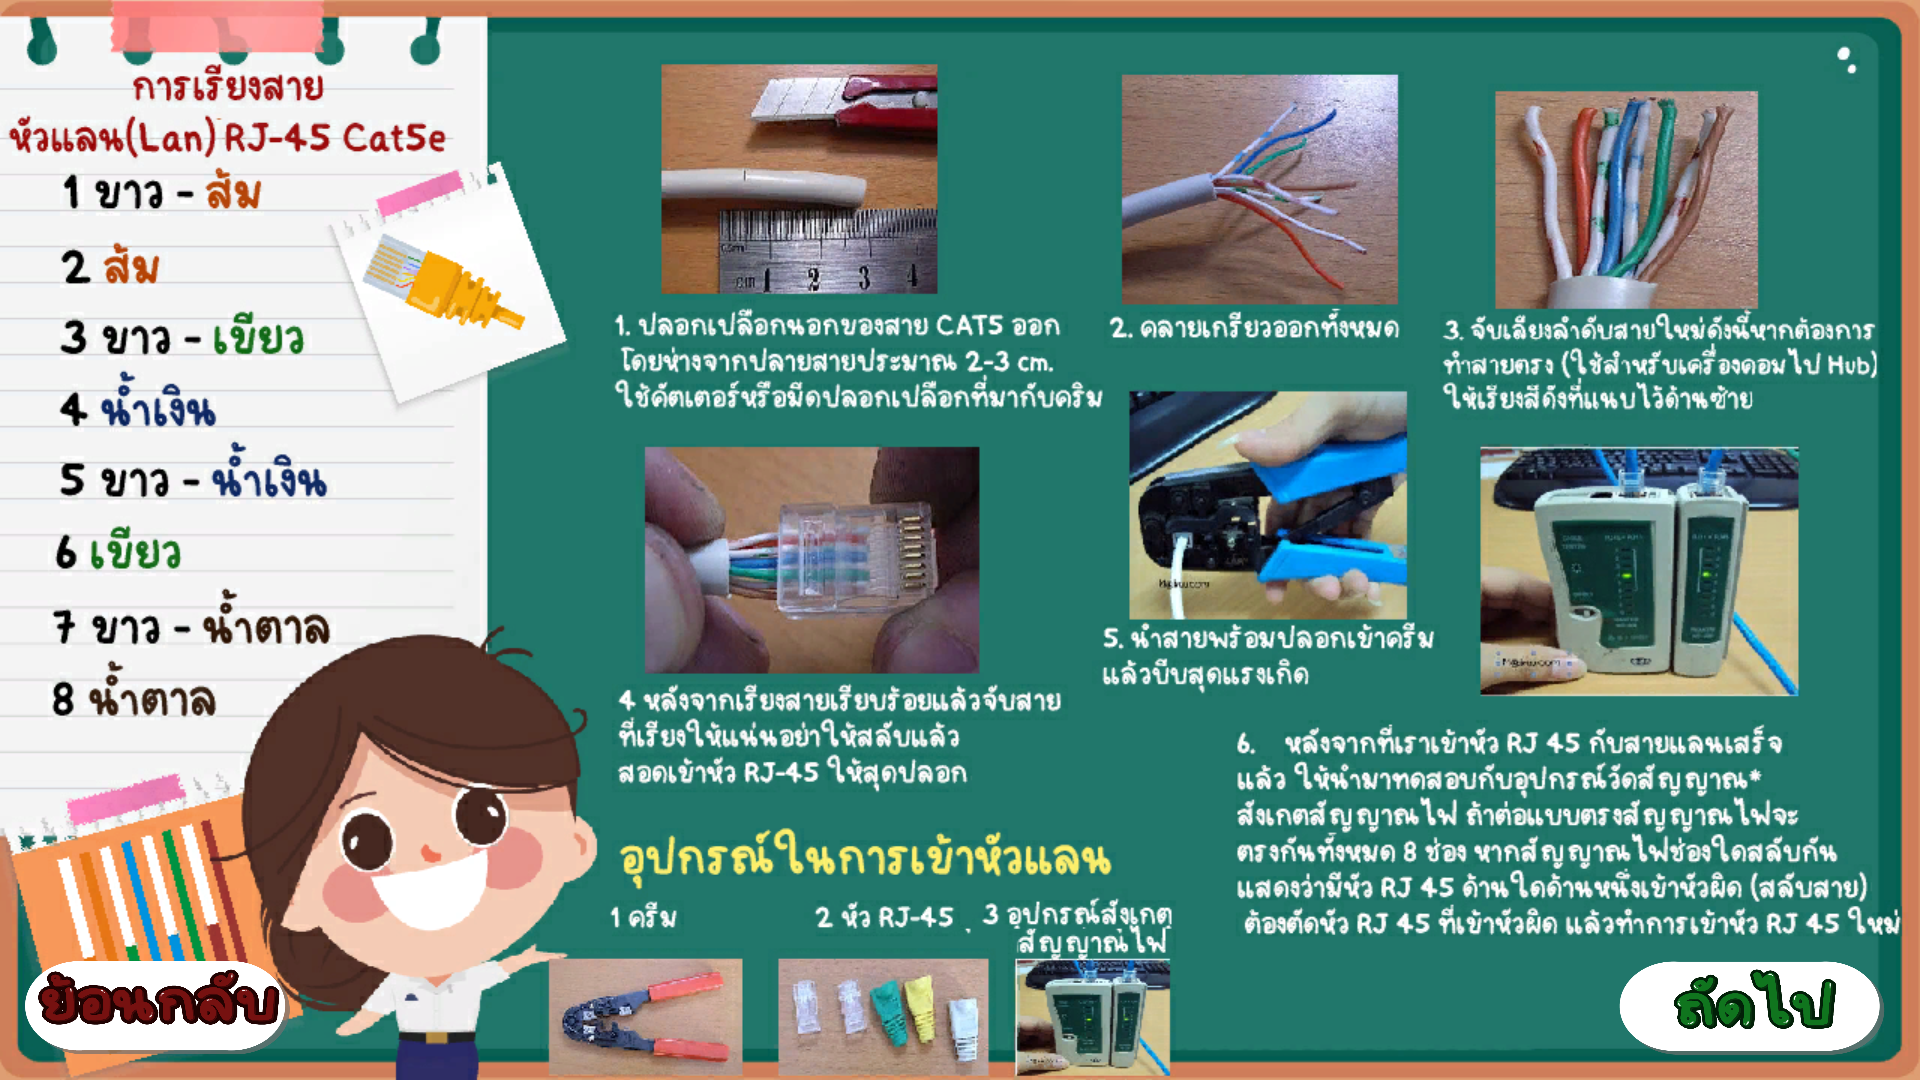 การเรียงสาย
หัวแลน(Lan) RJ-45 Cat5e
1 ขาว - ส้ม
2 ส้ม
3 ขาว - เขียว
4 น้ำเงิน
5 ขาว - น้ำเงิน
6 เขียว
7 ขาว - น้ำตาล
8 น้ำตาล
1. ปลอกเปลือกนอกของสาย CAT5 ออก
โดยห่างจากปลายสายประมาณ 2-3 cm.
ใช้คัตเตอร์หรือมีดปลอกเปลือกที่มากับคริม
2. คลายเกรียวออกทั้งหมด
3. จับเลียงลำดับสายใหม่ดังนี้หากต้องการ
ทำสายตรง (ใช้สำหรับเครื่องคอมไป Hub)
ให้เรียงสีดังที่แนบไว้ด้านซ้าย
4 หลังจากเรียงสายเรียบร้อยแล้วจับสาย
ที่เรียงให้แน่นอย่าให้สลับแล้ว
สอดเข้าหัว RJ-45 ให้สุดปลอก
5. นำสายพร้อมปลอกเข้าครีม
แล้วบีบสุดแรงเกิด
6. หลังจากที่เราเข้าหัว RJ 45 กับสายแลนเสร็จ
แล้ว ให้นำมาทดสอบกับอุปกรณ์วัดสัญญาณ*
สังเกตสัญญาณไฟ ถ้าต่อแบบตรงสัญญาณไฟจะ
ตรงกันทั้งหมด 8 ช่อง หากสัญญาณไฟช่องใดสลับกัน
แสดงว่ามีหัว RJ 45 ด้านใดด้านหนึ่งเข้าหัวผิด (สลับสาย)
ต้องตัดหัว RJ 45 ที่เข้าหัวผิด แล้วทำการเข้าหัว RJ 45 ใหม่
อุปกรณ์ในการเข้าหัวแลน
1 ครีม
2 หัว RJ-45
3 อุปกรณ์สังเกต
สัญญาณไฟ
cm 1 2 3 4
ย้อนกลับ
ถัดไป